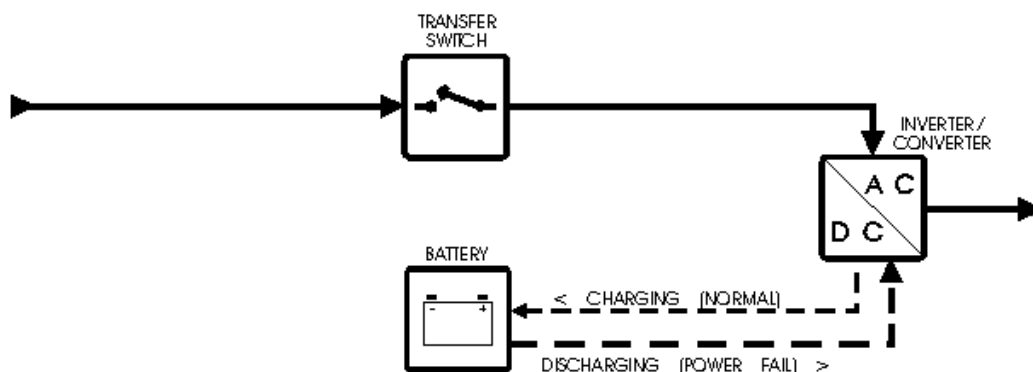 TRANSFER
SWITCH
INVERTER/
CONVERTER
A C
D C
BATTERY
- +
< CHARGING (NORMAL)
DISCHARGING (POWER FAIL) >